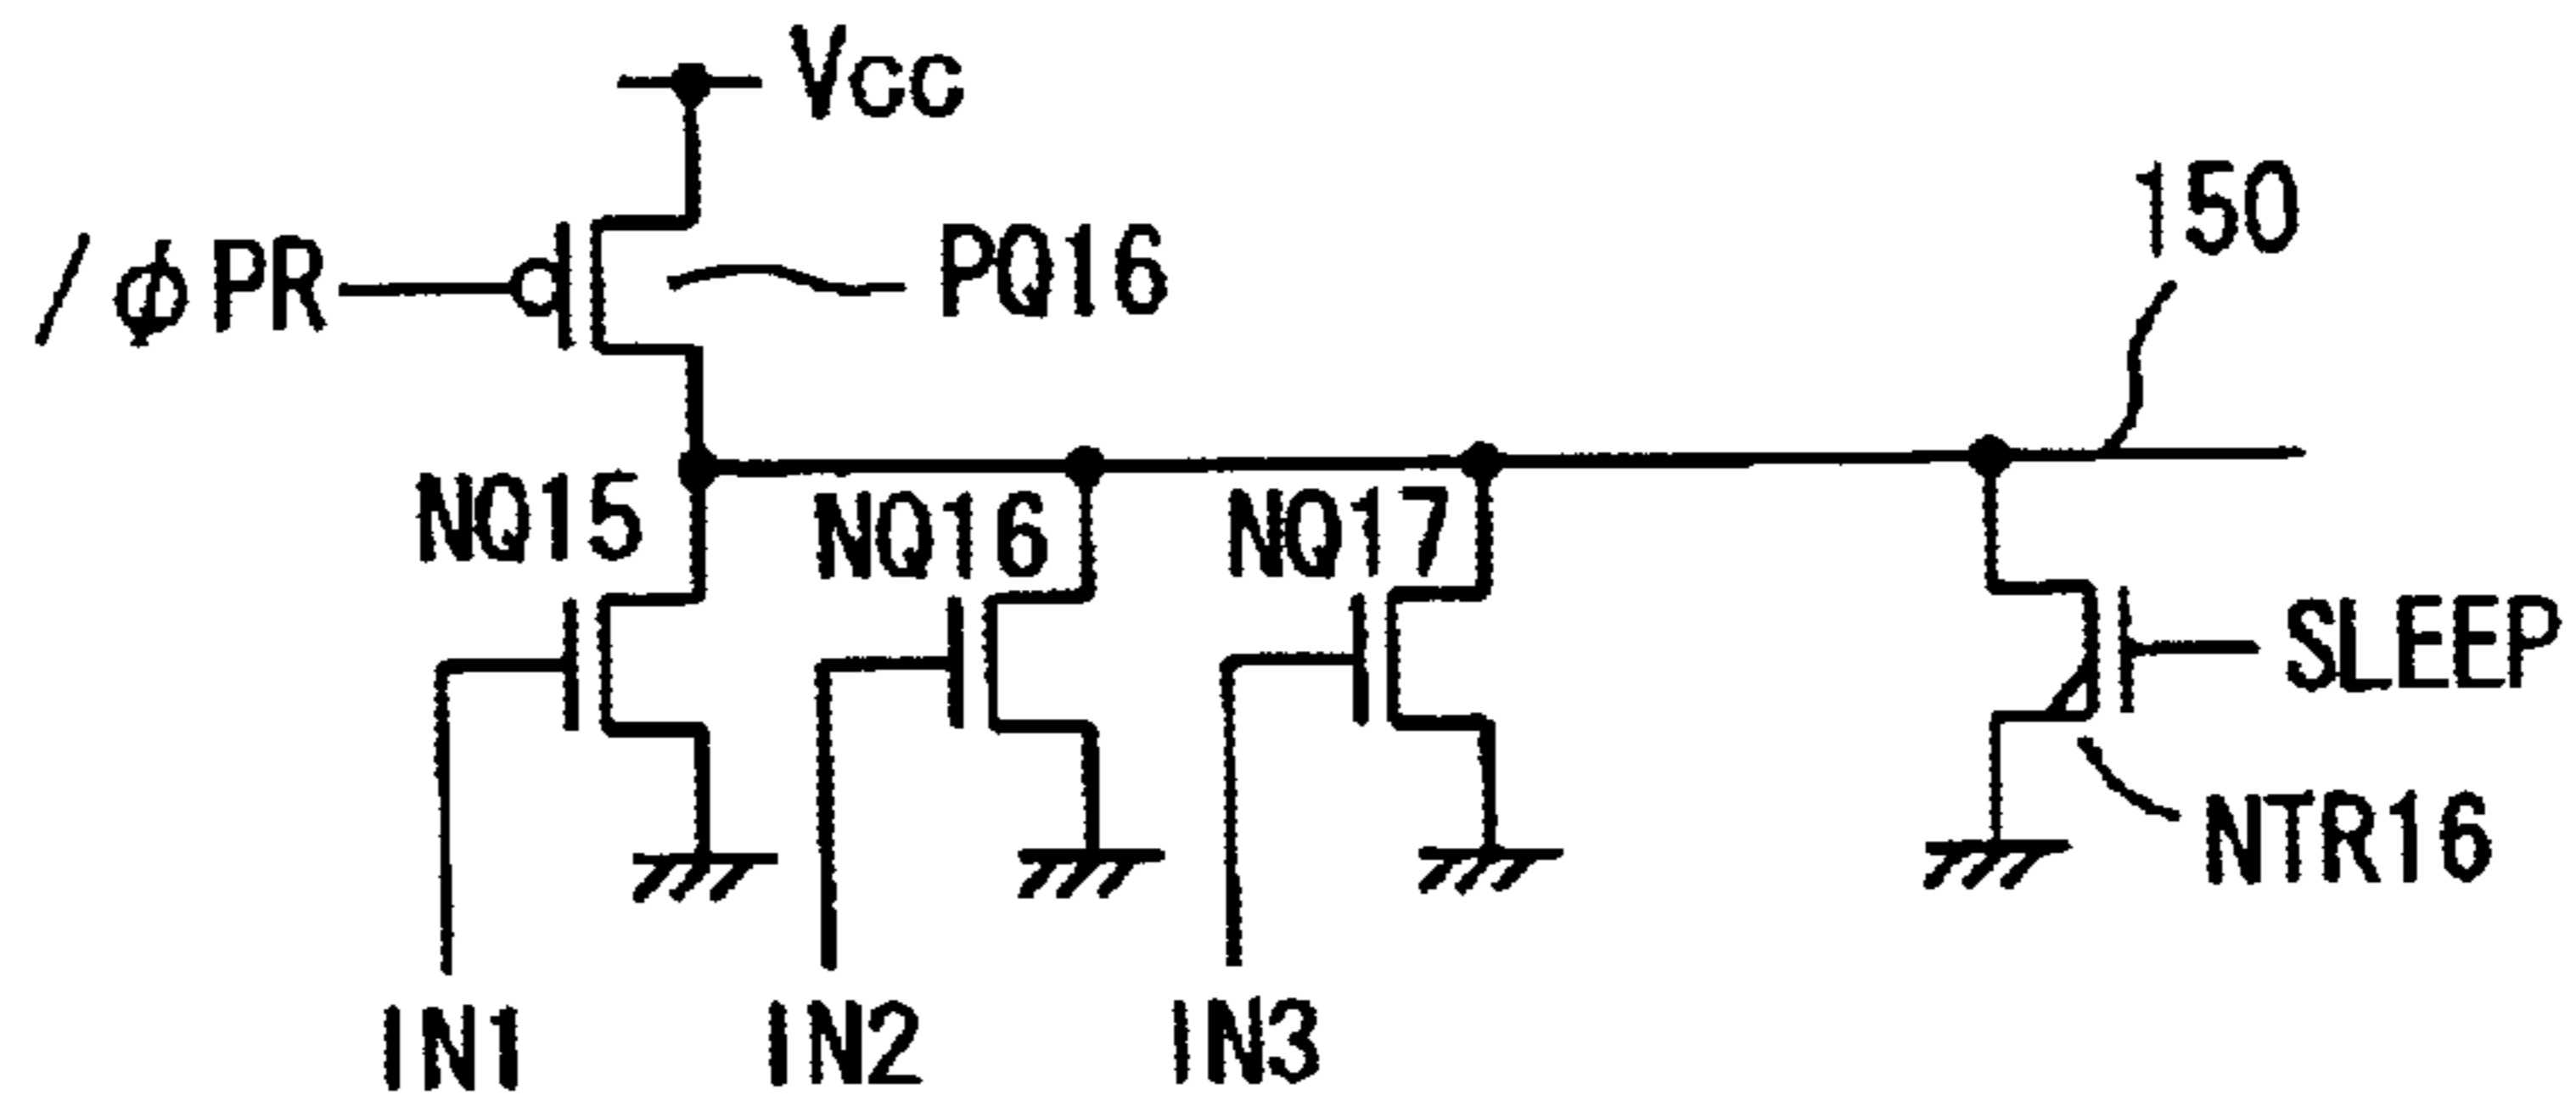 Vcc
150
/φPR
PQ16
NQ15
NQ16
NQ17
SLEEP
NTR16
IN1
IN2
IN3